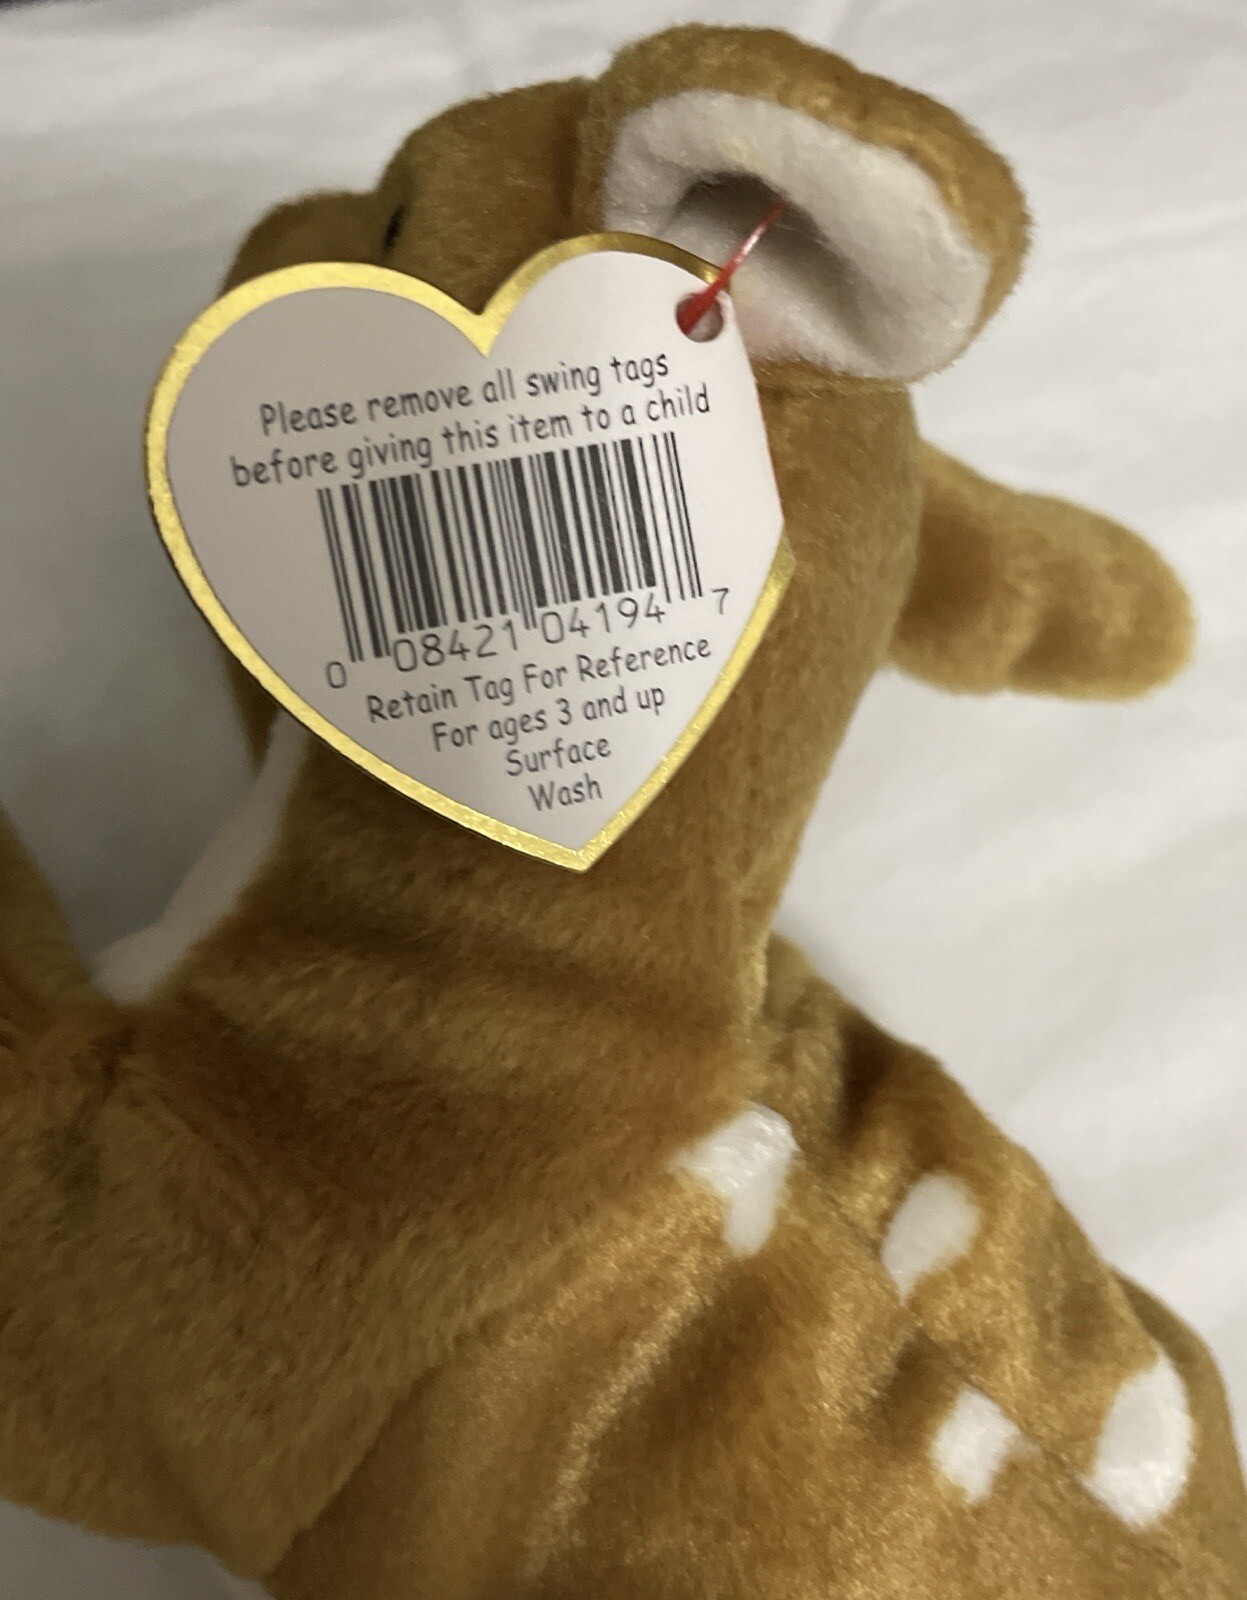 Please remove all swing tags
before giving this item to a child
0 08421 04194 7
Retain Tag For Reference
For ages 3 and up
Surface
Wash